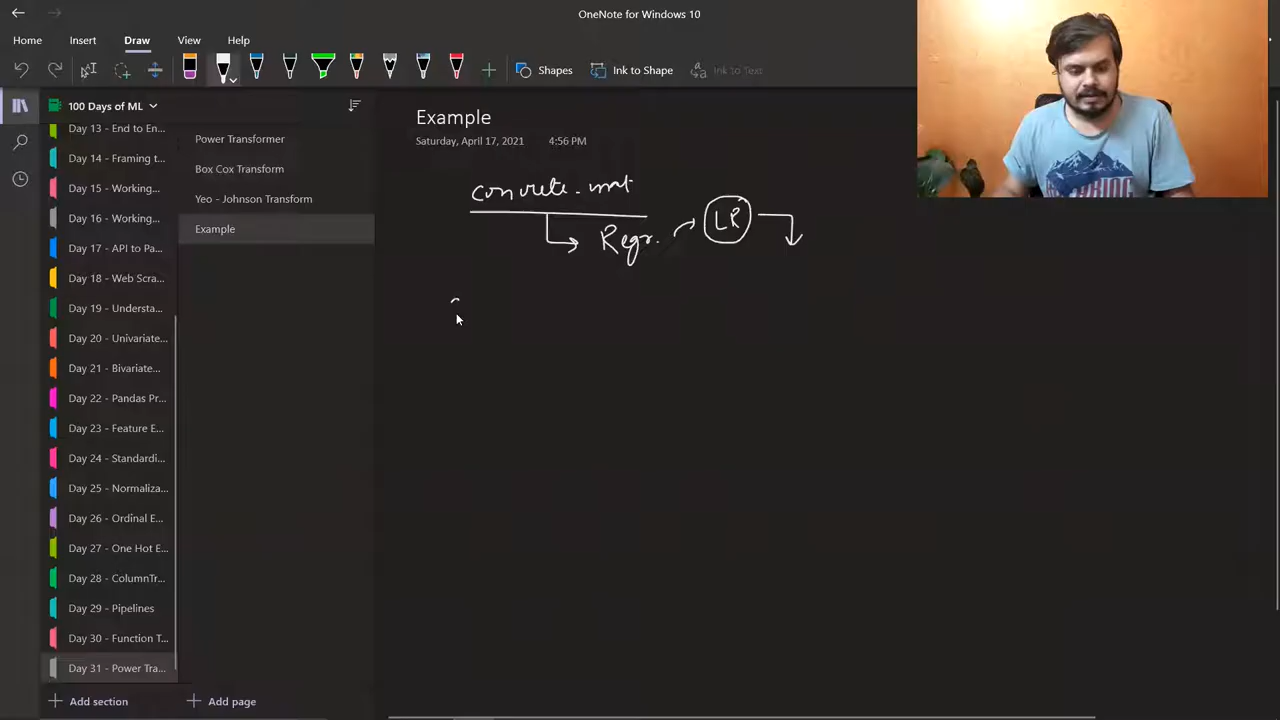 OneNote for Windows 10
Home Insert Draw View Help
Shapes Ink to Shape Ink to Text
100 Days of ML
Day 13 - End to En...
Day 14 - Framing t...
Day 15 - Working...
Day 16 - Working...
Day 17 - API to Pa...
Day 18 - Web Scra...
Day 19 - Understa...
Day 20 - Univariate...
Day 21 - Bivariate...
Day 22 - Pandas Pr...
Day 23 - Feature E...
Day 24 - Standardi...
Day 25 - Normaliza...
Day 26 - Ordinal E...
Day 27 - One Hot E...
Day 28 - ColumnTr...
Day 29 - Pipelines
Day 30 - Function T...
Day 31 - Power Tra...
Add section
Power Transformer
Box Cox Transform
Yeo - Johnson Transform
Example
Add page
Example
Saturday, April 17, 2021 4:56 PM
concrete
Regr. LR